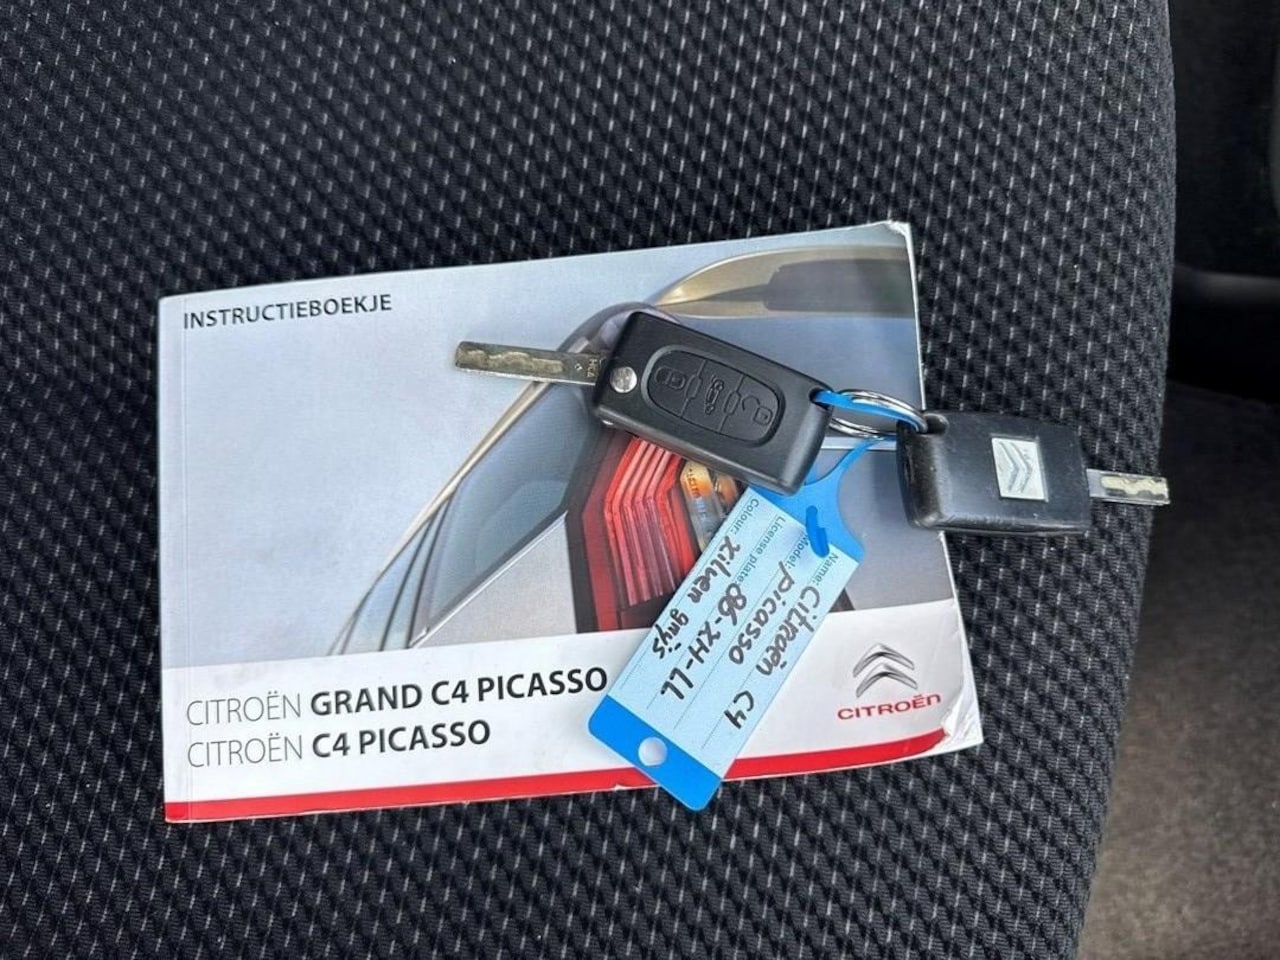 INSTRUCTIEBOEKJE
CITROËN GRAND C4 PICASSO
CITROËN C4 PICASSO
CITROËN
Name: Citroën C4
Model: picasso
License plate: 86-XH-LL
Colour: Xilver grijs